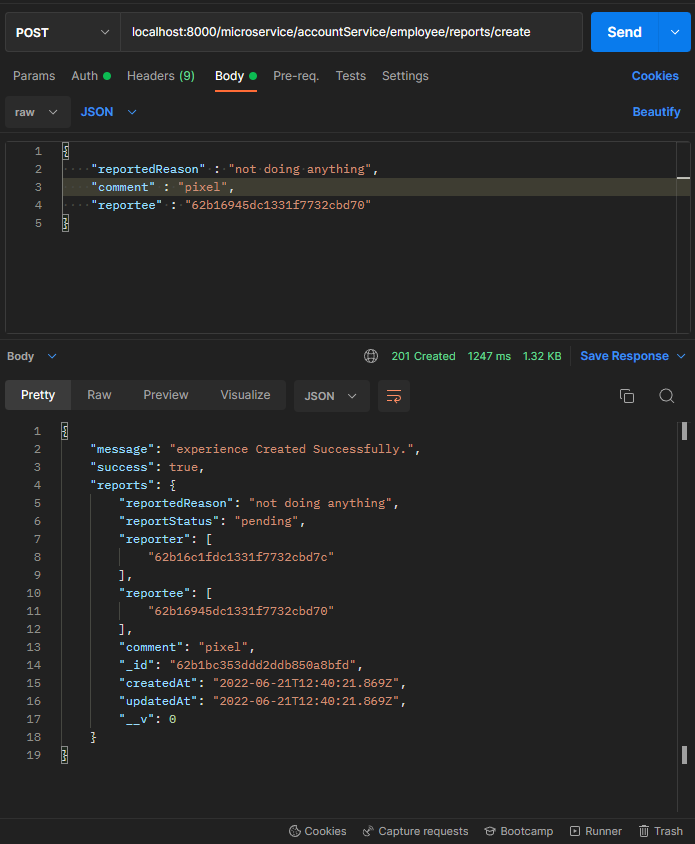 POST localhost:8000/microservice/accountService/employee/reports/create Send
Params Auth Headers (9) Body Pre-req. Tests Settings Cookies
raw JSON Beautify
1 {
2 "reportedReason" : "not doing anything",
3 "comment" : "pixel",
4 "reportee" : "62b16945dc1331f7732cbd70"
5 }
Body 201 Created 1247 ms 1.32 KB Save Response
Pretty Raw Preview Visualize JSON
1 {
2 "message": "experience Created Successfully.",
3 "success": true,
4 "reports": {
5 "reportedReason": "not doing anything",
6 "reportStatus": "pending",
7 "reporter": [
8 "62b16c1fdc1331f7732cbd7c"
9 ],
10 "reportee": [
11 "62b16945dc1331f7732cbd70"
12 ],
13 "comment": "pixel",
14 "_id": "62b1bc353ddd2ddb850a8bfd",
15 "createdAt": "2022-06-21T12:40:21.869Z",
16 "updatedAt": "2022-06-21T12:40:21.869Z",
17 "__v": 0
18 }
19 }
Cookies Capture requests Bootcamp Runner Trash